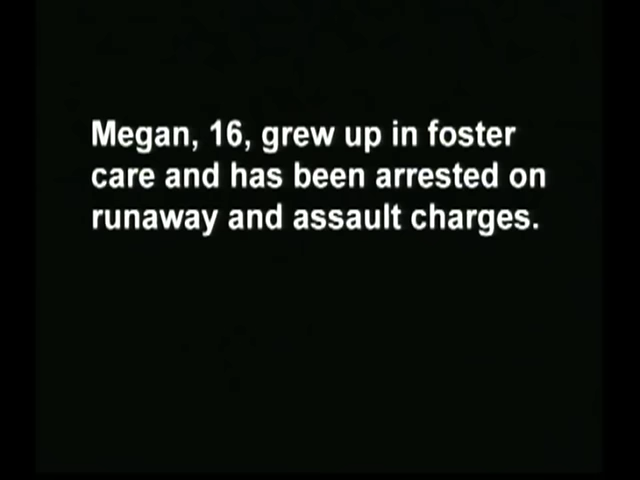 Megan, 16, grew up in foster
care and has been arrested on
runaway and assault charges.